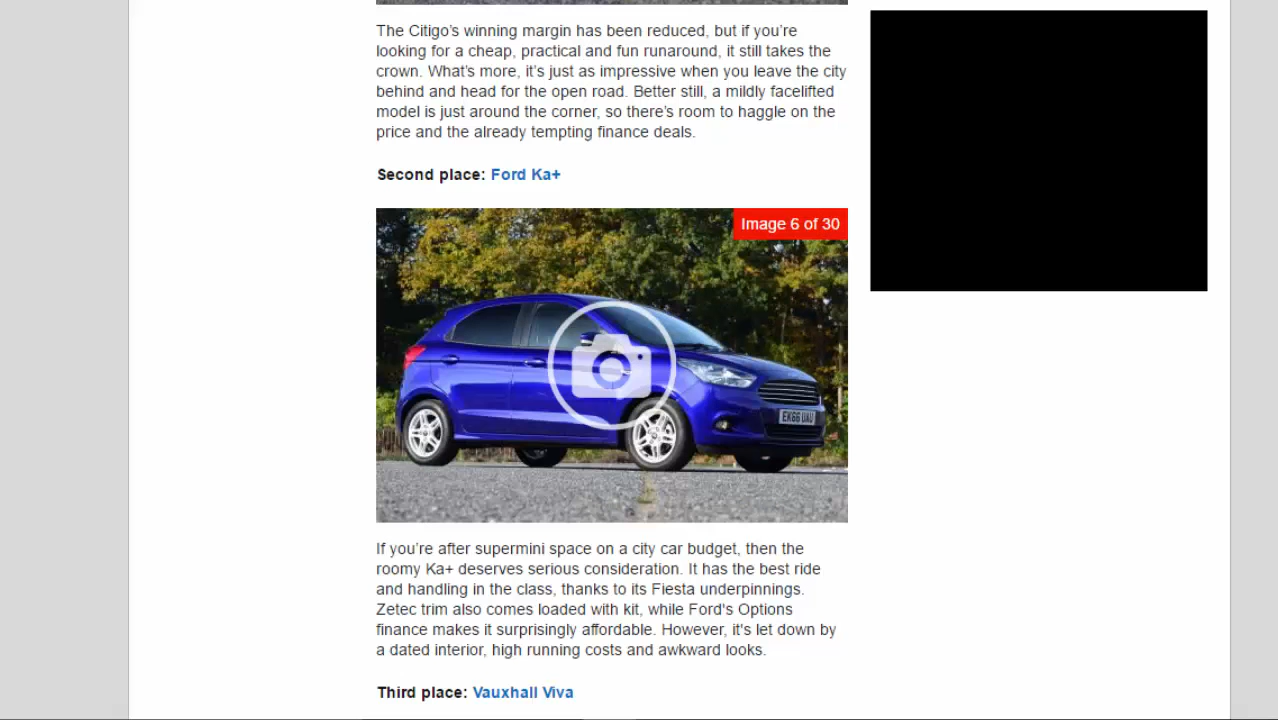 The Citigo’s winning margin has been reduced, but if you’re
looking for a cheap, practical and fun runaround, it still takes the
crown. What’s more, it’s just as impressive when you leave the city
behind and head for the open road. Better still, a mildly facelifted
model is just around the corner, so there’s room to haggle on the
price and the already tempting finance deals.
Second place: Ford Ka+
Image 6 of 30
EK66 UAU
If you’re after supermini space on a city car budget, then the
roomy Ka+ deserves serious consideration. It has the best ride
and handling in the class, thanks to its Fiesta underpinnings.
Zetec trim also comes loaded with kit, while Ford's Options
finance makes it surprisingly affordable. However, it's let down by
a dated interior, high running costs and awkward looks.
Third place: Vauxhall Viva